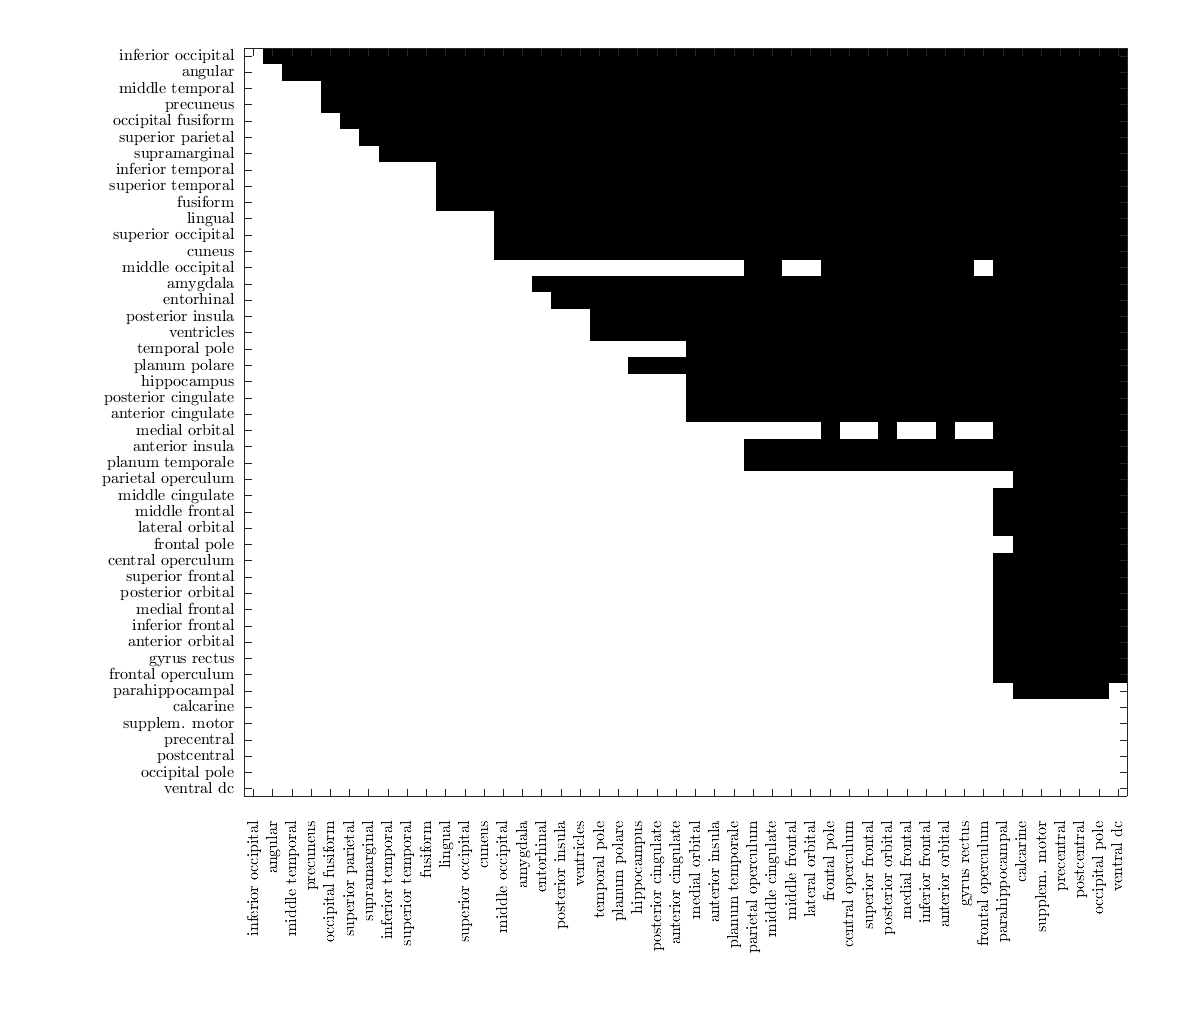 inferior occipital
angular
middle temporal
precuneus
occipital fusiform
superior parietal
supramarginal
inferior temporal
superior temporal
fusiform
lingual
superior occipital
cuneus
middle occipital
amygdala
entorhinal
posterior insula
ventricles
temporal pole
planum polare
hippocampus
posterior cingulate
anterior cingulate
medial orbital
anterior insula
planum temporale
parietal operculum
middle cingulate
middle frontal
lateral orbital
frontal pole
central operculum
superior frontal
posterior orbital
medial frontal
inferior frontal
anterior orbital
gyrus rectus
frontal operculum
parahippocampal
calcarine
supplem. motor
precentral
postcentral
occipital pole
ventral dc
inferior occipital
angular
middle temporal
precuneus
occipital fusiform
superior parietal
supramarginal
inferior temporal
superior temporal
fusiform
lingual
superior occipital
cuneus
middle occipital
amygdala
entorhinal
posterior insula
ventricles
temporal pole
planum polare
hippocampus
posterior cingulate
anterior cingulate
medial orbital
anterior insula
planum temporale
parietal operculum
middle cingulate
middle frontal
lateral orbital
frontal pole
central operculum
superior frontal
posterior orbital
medial frontal
inferior frontal
anterior orbital
gyrus rectus
frontal operculum
parahippocampal
calcarine
supplem. motor
precentral
postcentral
occipital pole
ventral dc